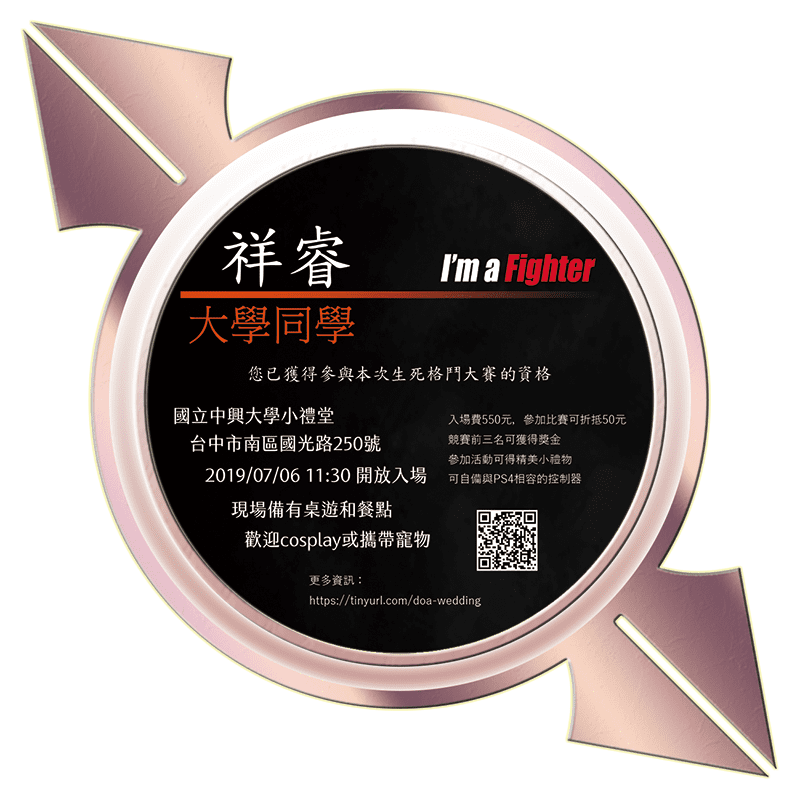 祥睿
I'm a Fighter
大學同學
您已獲得參與本次生死格鬥大賽的資格
國立中興大學小禮堂
台中市南區國光路250號
2019/07/06 11:30 開放入場
現場備有桌遊和餐點
歡迎cosplay或攜帶寵物
入場費550元，參加比賽可折抵50元
競賽前三名可獲得獎金
參加活動可得精美小禮物
可自備與PS4相容的控制器
更多資訊：
https://tinyurl.com/doa-wedding